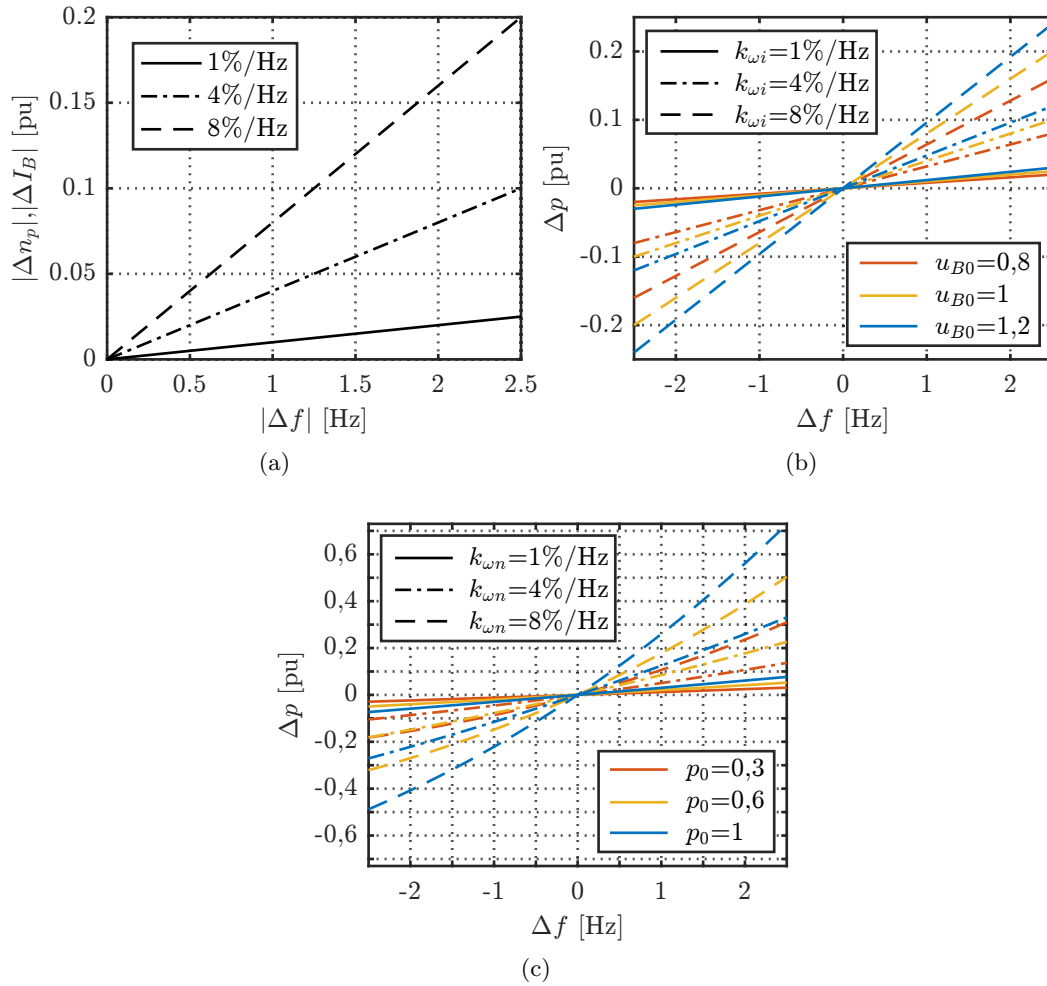 0.2
0.15
0.1
0.05
0
|Δn_p|,|ΔI_B| [pu]
1%/Hz
4%/Hz
8%/Hz
0 0.5 1 1.5 2 2.5
|Δf| [Hz]
(a)
0.2
0.1
0
-0.1
-0.2
Δp [pu]
k_ωi=1%/Hz
k_ωi=4%/Hz
k_ωi=8%/Hz
u_B0=0,8
u_B0=1
u_B0=1,2
-2 -1 0 1 2
Δf [Hz]
(b)
0,6
0,4
0,2
0
-0,2
-0,4
-0,6
Δp [pu]
k_ωn=1%/Hz
k_ωn=4%/Hz
k_ωn=8%/Hz
p_0=0,3
p_0=0,6
p_0=1
-2 -1 0 1 2
Δf [Hz]
(c)